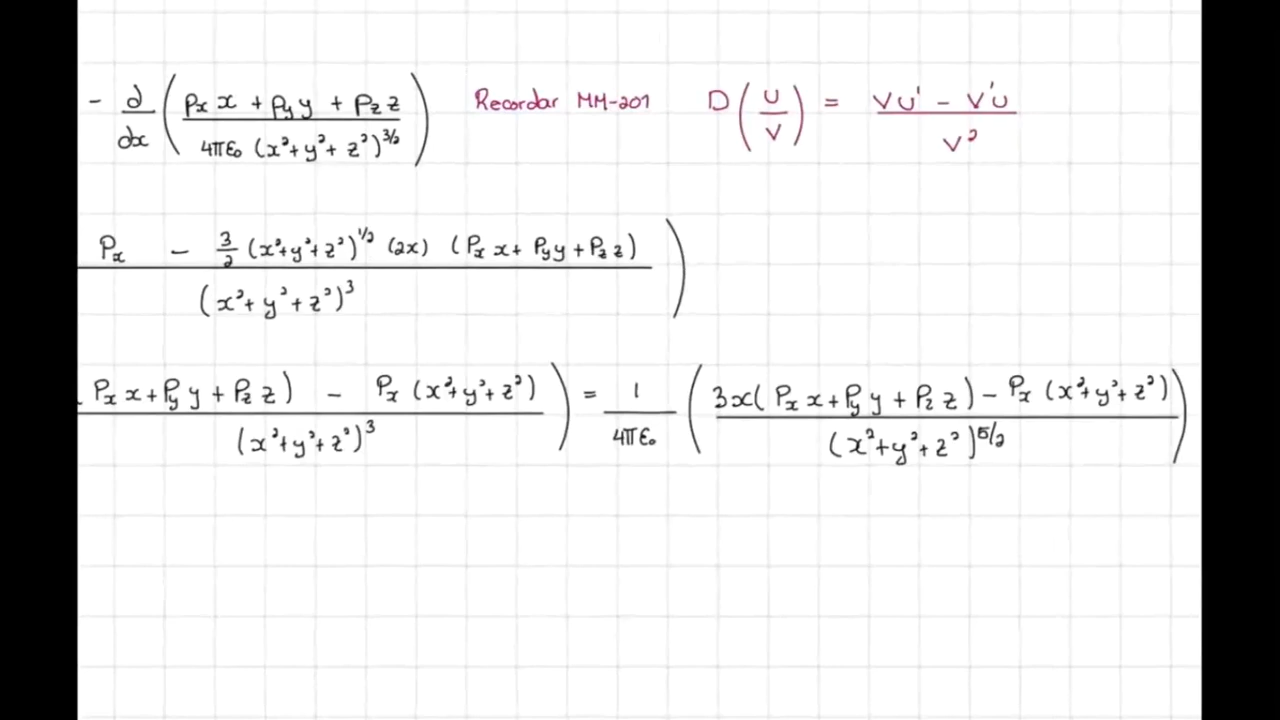 - d/dx ( (Px x + Py y + Pz z) / (4πε₀ (x²+y²+z²)^3/2) ) Recordar MM-201 D(U/V) = (VU' - V'U) / V²
Px - 3/2 (x²+y²+z²)^1/2 (2x) (Px x + Py y + Pz z) ) / (x²+y²+z²)³
Px x + Py y + Pz z) - Px (x²+y²+z²) / (x²+y²+z²)³ ) = 1/(4πε₀) ( (3x(Px x + Py y + Pz z) - Px (x²+y²+z²)) / (x²+y²+z²)^5/2 )